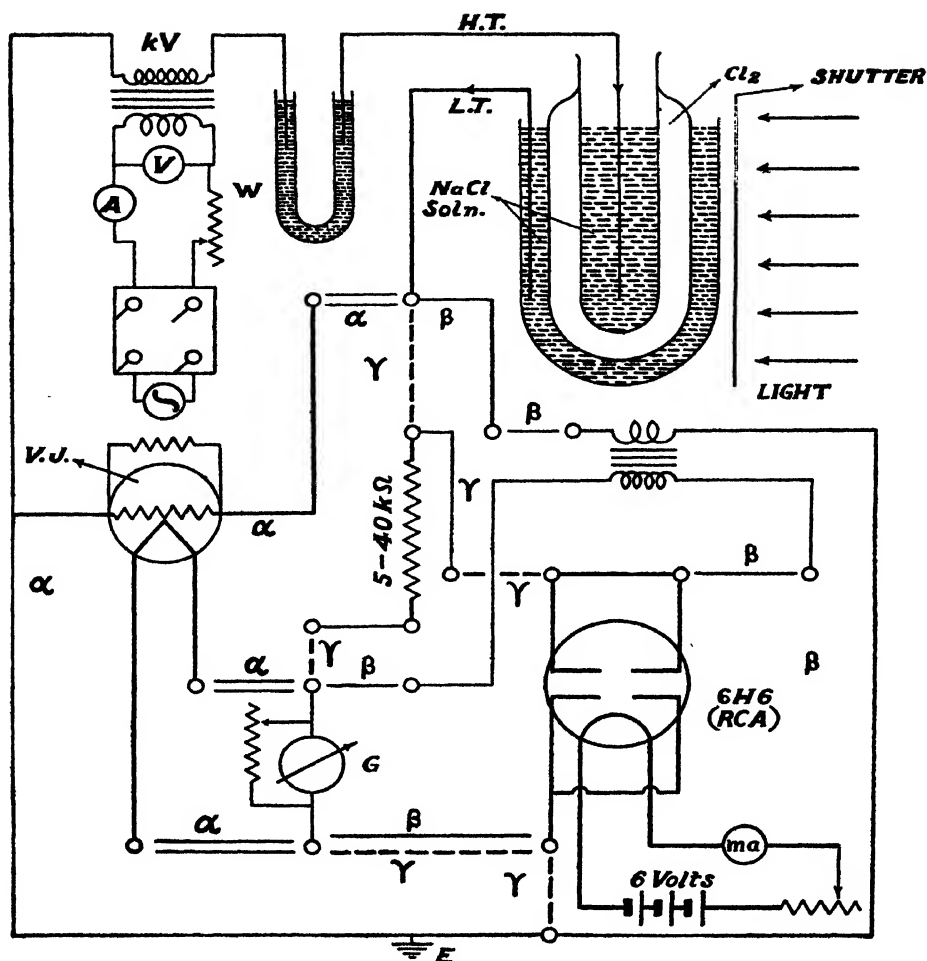 H.T.
kV
Cl2
SHUTTER
L.T.
V
W
NaCl
Soln.
A
α
β
γ
LIGHT
β
V.J.
α
5-40kΩ
γ
β
α
γ
γ
β
α
β
6H6
(RCA)
G
α
β
γ
γ
ma
6 Volts
E